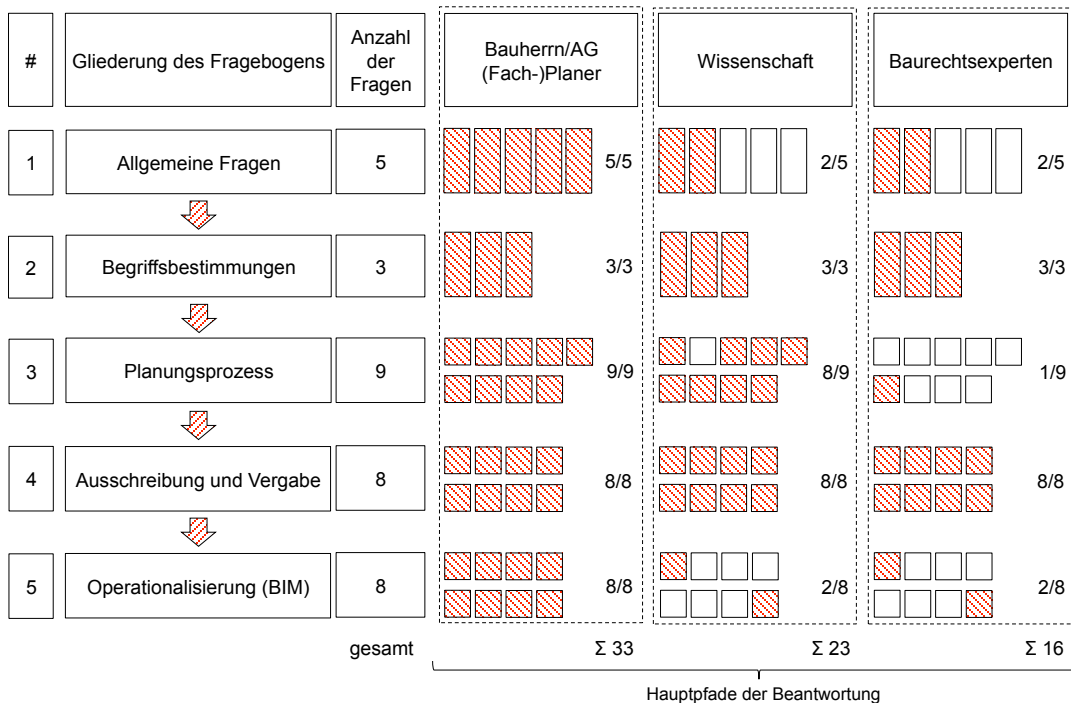 #
Gliederung des Fragebogens
Anzahl
der
Fragen
Bauherrn/AG
(Fach-)Planer
Wissenschaft
Baurechtsexperten
1
Allgemeine Fragen
5
5/5
2/5
2/5
2
Begriffsbestimmungen
3
3/3
3/3
3/3
3
Planungsprozess
9
9/9
8/9
1/9
4
Ausschreibung und Vergabe
8
8/8
8/8
8/8
5
Operationalisierung (BIM)
8
8/8
2/8
2/8
gesamt
Σ 33
Σ 23
Σ 16
Hauptpfade der Beantwortung